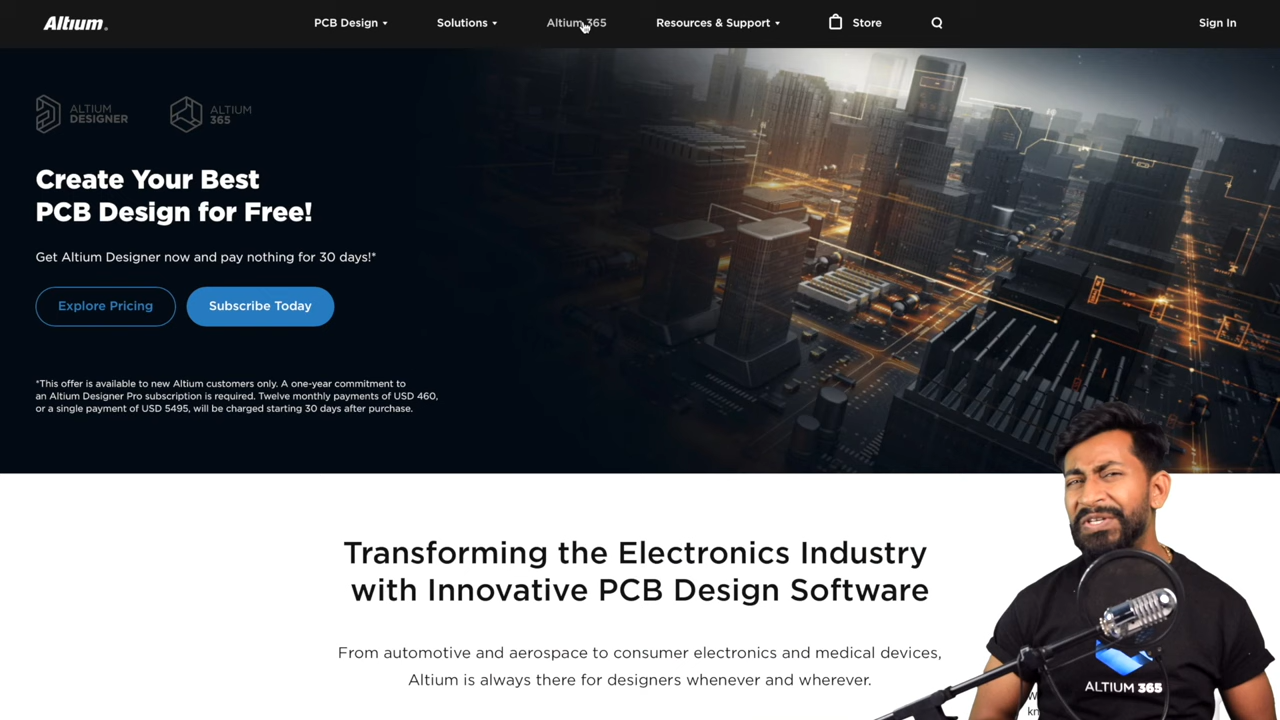 Altium
PCB Design
Solutions
Altium 365
Resources & Support
Store
Sign In
ALTIUM
DESIGNER
ALTIUM
365
Create Your Best
PCB Design for Free!
Get Altium Designer now and pay nothing for 30 days!*
Explore Pricing
Subscribe Today
*This offer is available to new Altium customers only. A one-year commitment to
an Altium Designer Pro subscription is required. Twelve monthly payments of USD 460,
or a single payment of USD 5495, will be charged starting 30 days after purchase.
Transforming the Electronics Industry
with Innovative PCB Design Software
From automotive and aerospace to consumer electronics and medical devices,
Altium is always there for designers whenever and wherever.
ALTIUM 365